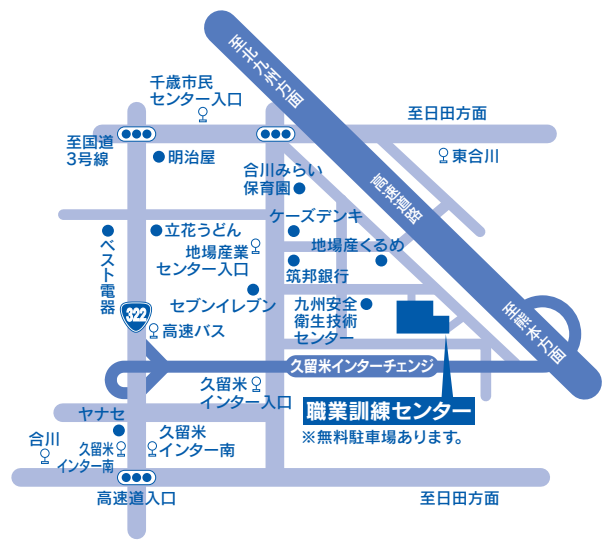 至北九州方面
千歳市民
センター入口
至日田方面
至国道
3号線
明治屋
東合川
合川みらい
保育園
高速道路
ケーズデンキ
立花うどん
地場産くるめ
ベスト電器
地場産業
センター入口
筑邦銀行
セブンイレブン
九州安全
衛生技術
センター
322
高速バス
至熊本方面
久留米インターチェンジ
久留米
インター入口
職業訓練センター
※無料駐車場あります。
ヤナセ
合川
久留米
インター南
久留米
インター南
高速道入口
至日田方面